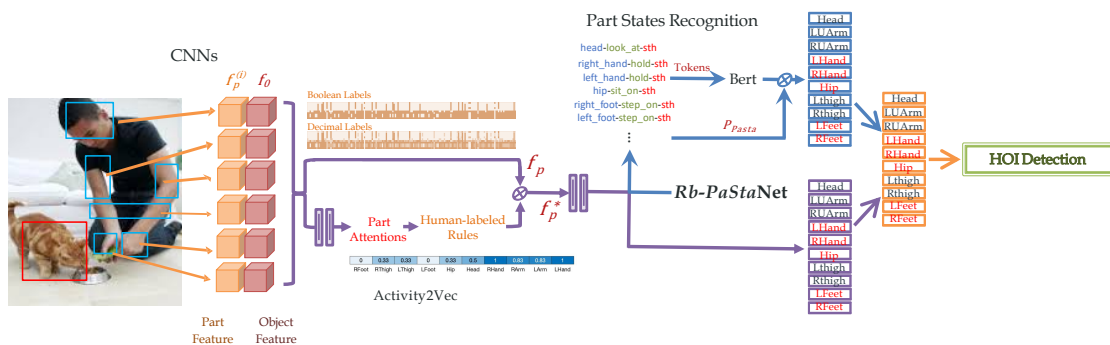 CNNs
f_p^(i) f_0
Part Feature
Object Feature
Boolean Labels
Decimal Labels
f_p
f_p^*
Part Attentions
Human-labeled Rules
0 0.33 0.33 0 0.33 0.5 1 0.83 0.83 1
RFoot RThigh LThigh LFoot Hip Head RHand RArm LArm LHand
Activity2Vec
Part States Recognition
head-look_at-sth
right_hand-hold-sth
left_hand-hold-sth
hip-sit_on-sth
right_foot-step_on-sth
left_foot-step_on-sth
Tokens
Bert
P_Pasta
Rb-PaStaNet
Head
LUArm
RUArm
LHand
RHand
Hip
Lthigh
Rthigh
LFeet
RFeet
Head
LUArm
RUArm
LHand
RHand
Hip
Lthigh
Rthigh
LFeet
RFeet
Head
LUArm
RUArm
LHand
RHand
Hip
Lthigh
Rthigh
LFeet
RFeet
HOI Detection